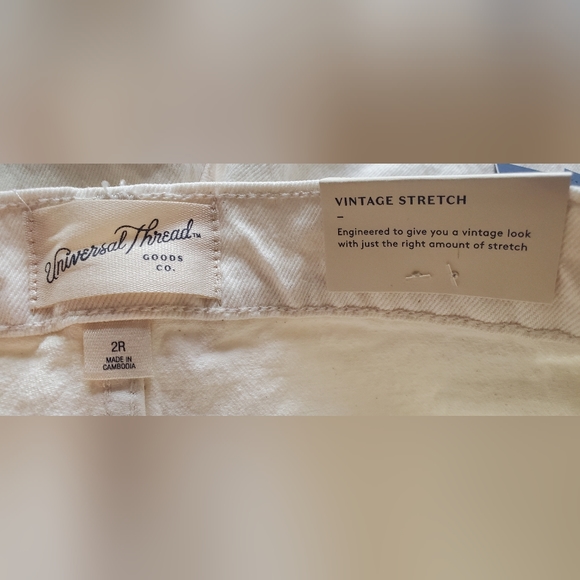 Universal Thread™
GOODS
CO.
2R
MADE IN
CAMBODIA
VINTAGE STRETCH
–
Engineered to give you a vintage look
with just the right amount of stretch